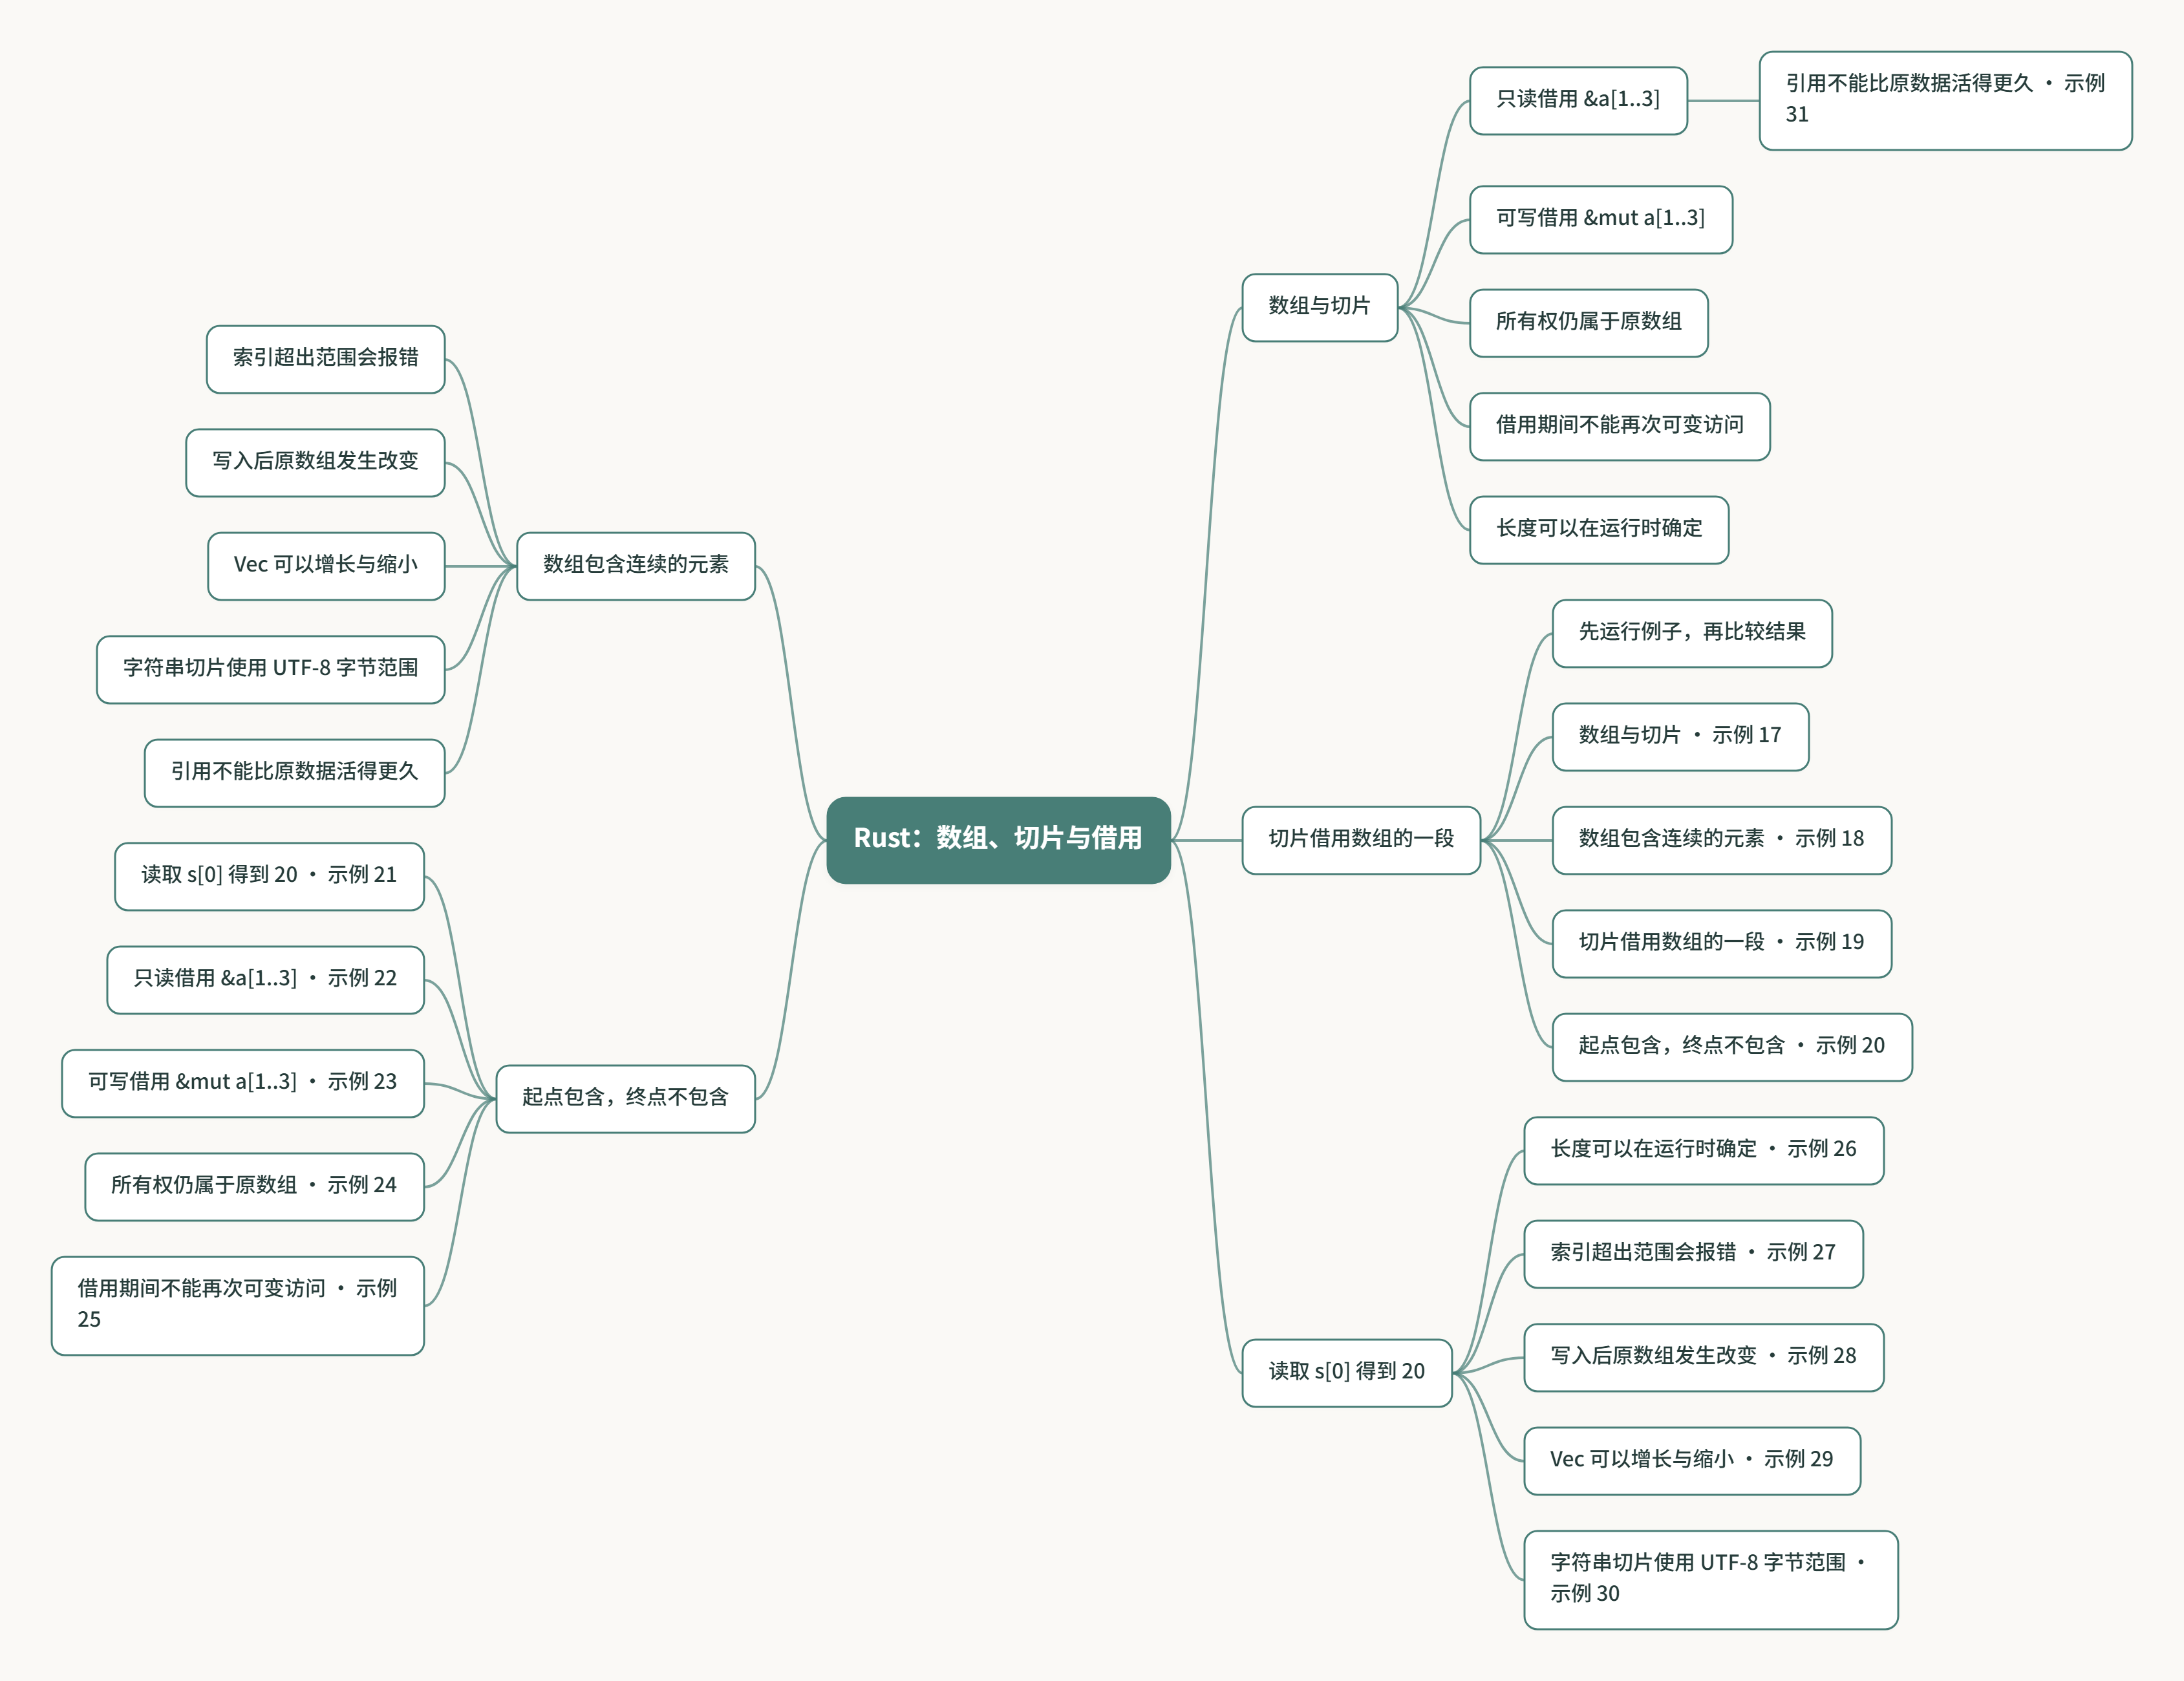 Rust：数组、切片与借用
数组与切片
只读借用 &a[1..3]
引用不能比原数据活得更久 • 示例
31
可写借用 &mut a[1..3]
所有权仍属于原数组
借用期间不能再次可变访问
长度可以在运行时确定
切片借用数组的一段
先运行例子，再比较结果
数组与切片 • 示例 17
数组包含连续的元素 • 示例 18
切片借用数组的一段 • 示例 19
起点包含，终点不包含 • 示例 20
读取 s[0] 得到 20
长度可以在运行时确定 • 示例 26
索引超出范围会报错 • 示例 27
写入后原数组发生改变 • 示例 28
Vec 可以增长与缩小 • 示例 29
字符串切片使用 UTF-8 字节范围 •
示例 30
数组包含连续的元素
索引超出范围会报错
写入后原数组发生改变
Vec 可以增长与缩小
字符串切片使用 UTF-8 字节范围
引用不能比原数据活得更久
起点包含，终点不包含
读取 s[0] 得到 20 • 示例 21
只读借用 &a[1..3] • 示例 22
可写借用 &mut a[1..3] • 示例 23
所有权仍属于原数组 • 示例 24
借用期间不能再次可变访问 • 示例
25